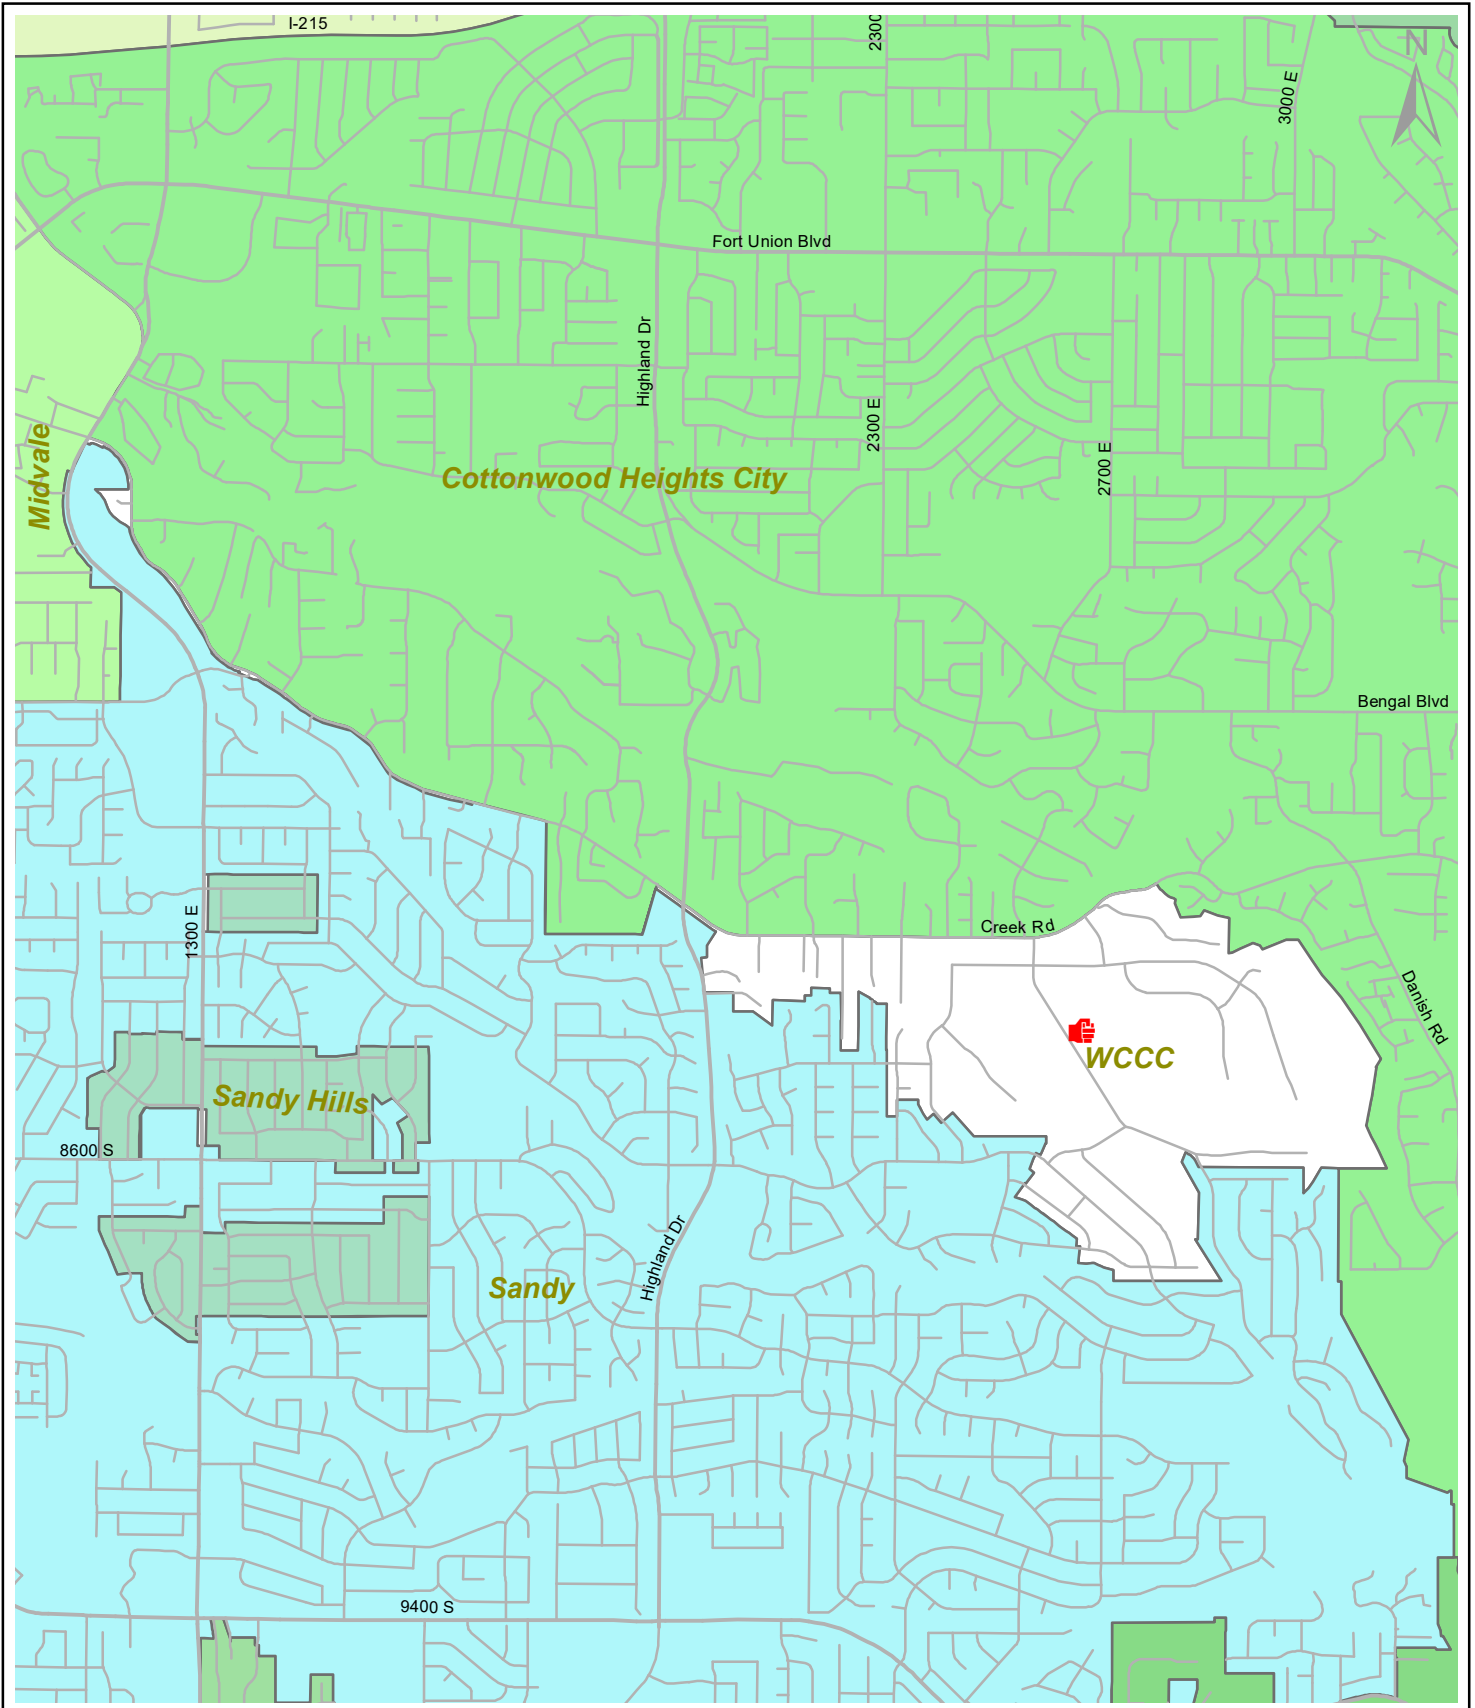 I-215
2300
N
3000 E
Fort Union Blvd
Highland Dr
2300 E
Midvale
Cottonwood Heights City
2700 E
Bengal Blvd
1300 E
Creek Rd
Danish Rd
WCCC
Sandy Hills
8600 S
Highland Dr
Sandy
9400 S